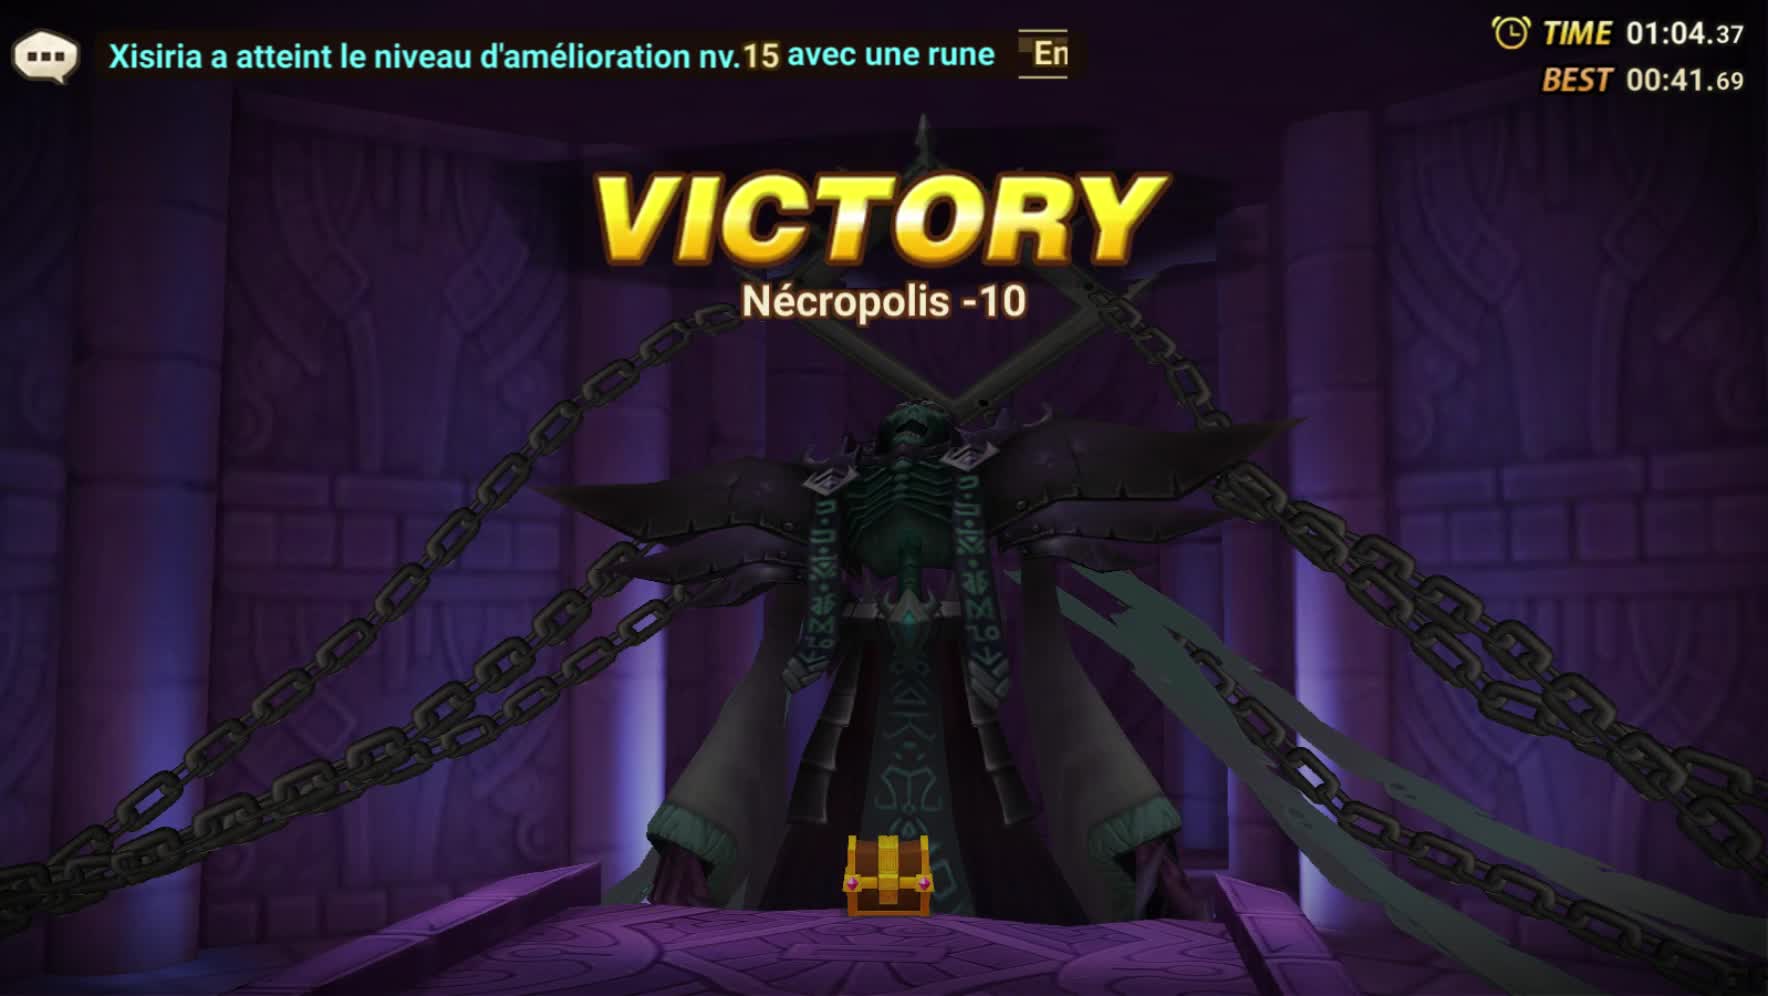 Xisiria a atteint le niveau d'amélioration nv.15 avec une rune En
TIME 01:04.37
BEST 00:41.69
VICTORY
Nécropolis -10